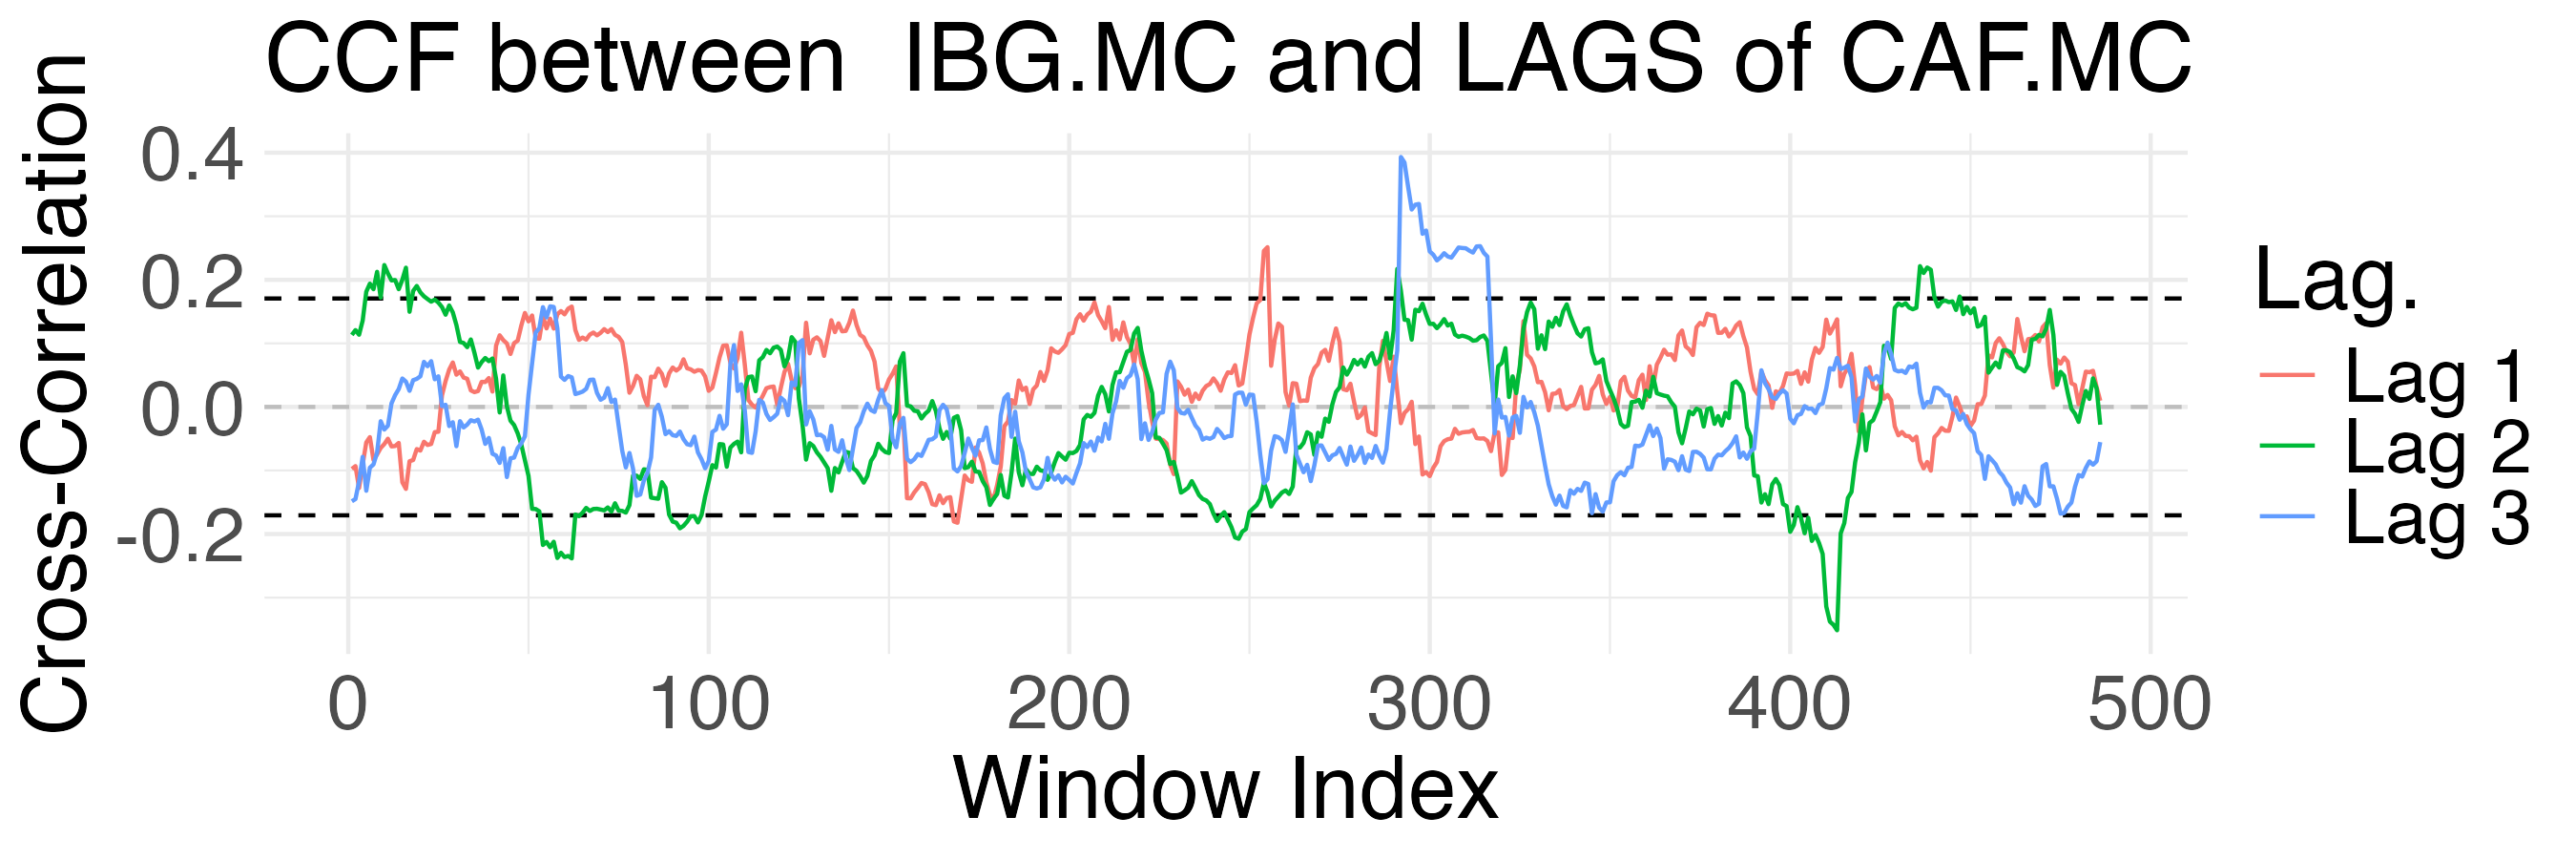 CCF between IBG.MC and LAGS of CAF.MC
Cross-Correlation
0.4
0.2
0.0
-0.2
0 100 200 300 400 500
Window Index
Lag.
Lag 1
Lag 2
Lag 3